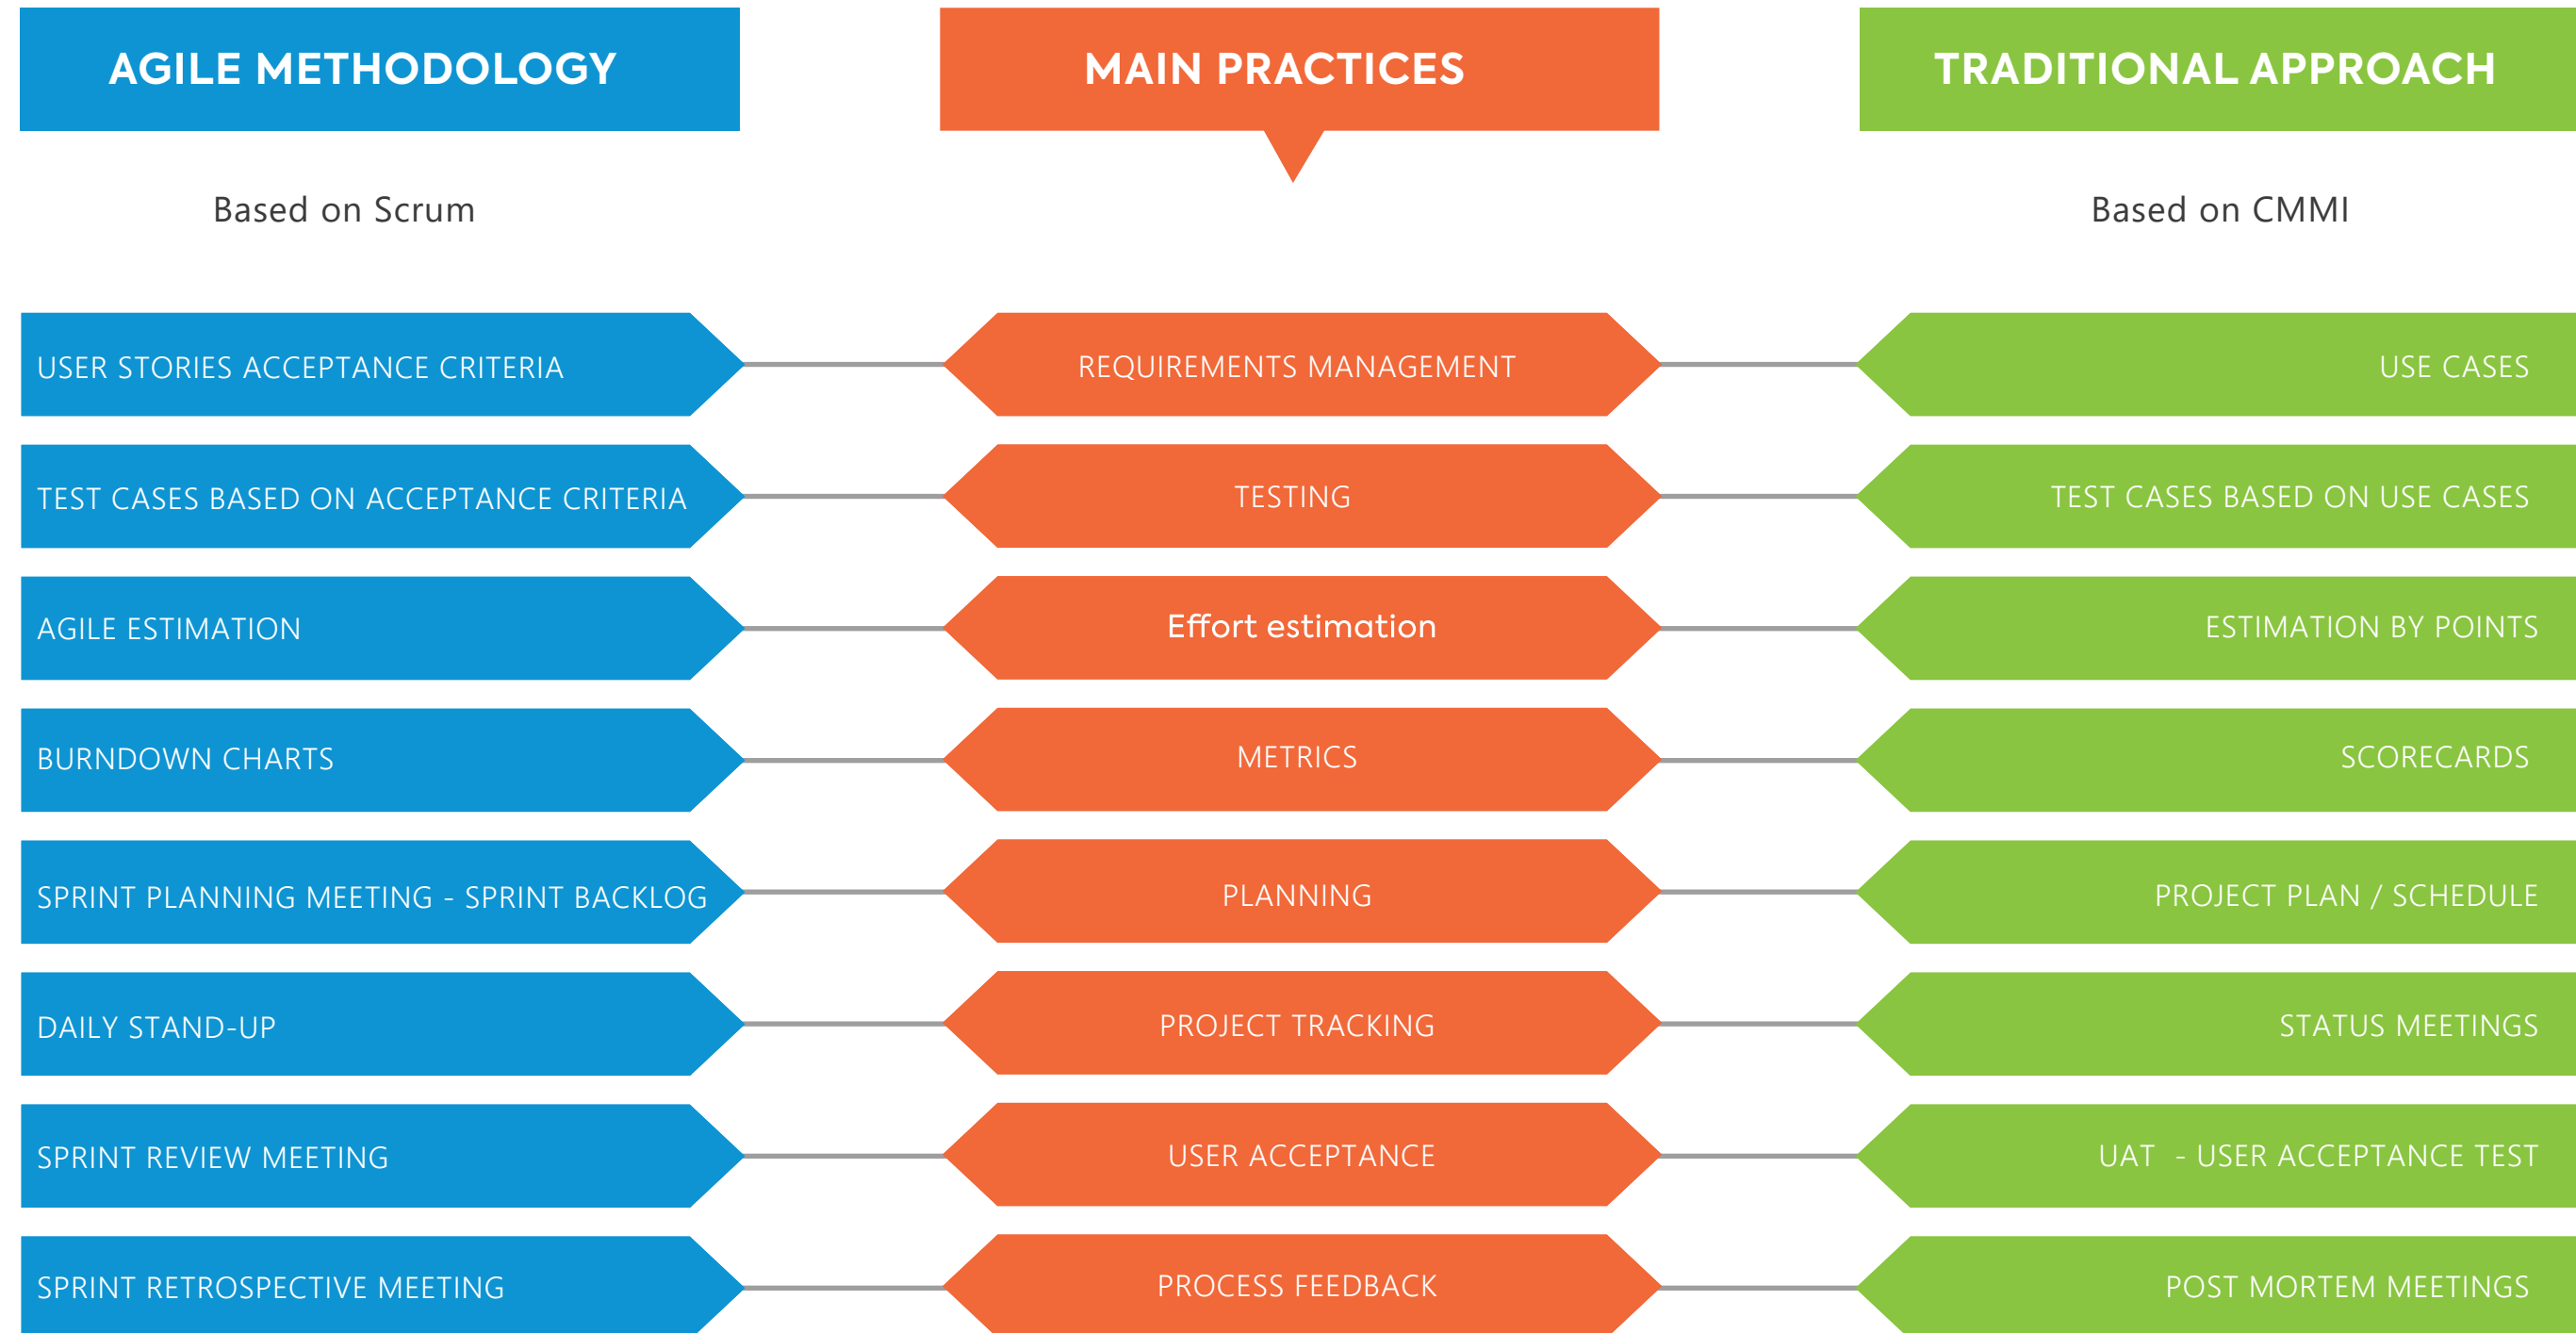 AGILE METHODOLOGY
MAIN PRACTICES
TRADITIONAL APPROACH
Based on Scrum
Based on CMMI
USER STORIES ACCEPTANCE CRITERIA
REQUIREMENTS MANAGEMENT
USE CASES
TEST CASES BASED ON ACCEPTANCE CRITERIA
TESTING
TEST CASES BASED ON USE CASES
AGILE ESTIMATION
Effort estimation
ESTIMATION BY POINTS
BURNDOWN CHARTS
METRICS
SCORECARDS
SPRINT PLANNING MEETING - SPRINT BACKLOG
PLANNING
PROJECT PLAN / SCHEDULE
DAILY STAND-UP
PROJECT TRACKING
STATUS MEETINGS
SPRINT REVIEW MEETING
USER ACCEPTANCE
UAT - USER ACCEPTANCE TEST
SPRINT RETROSPECTIVE MEETING
PROCESS FEEDBACK
POST MORTEM MEETINGS